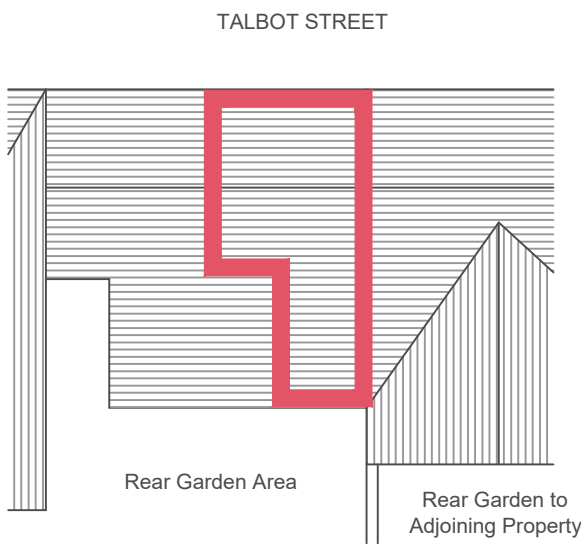 TALBOT STREET
Rear Garden Area
Rear Garden to
Adjoining Property